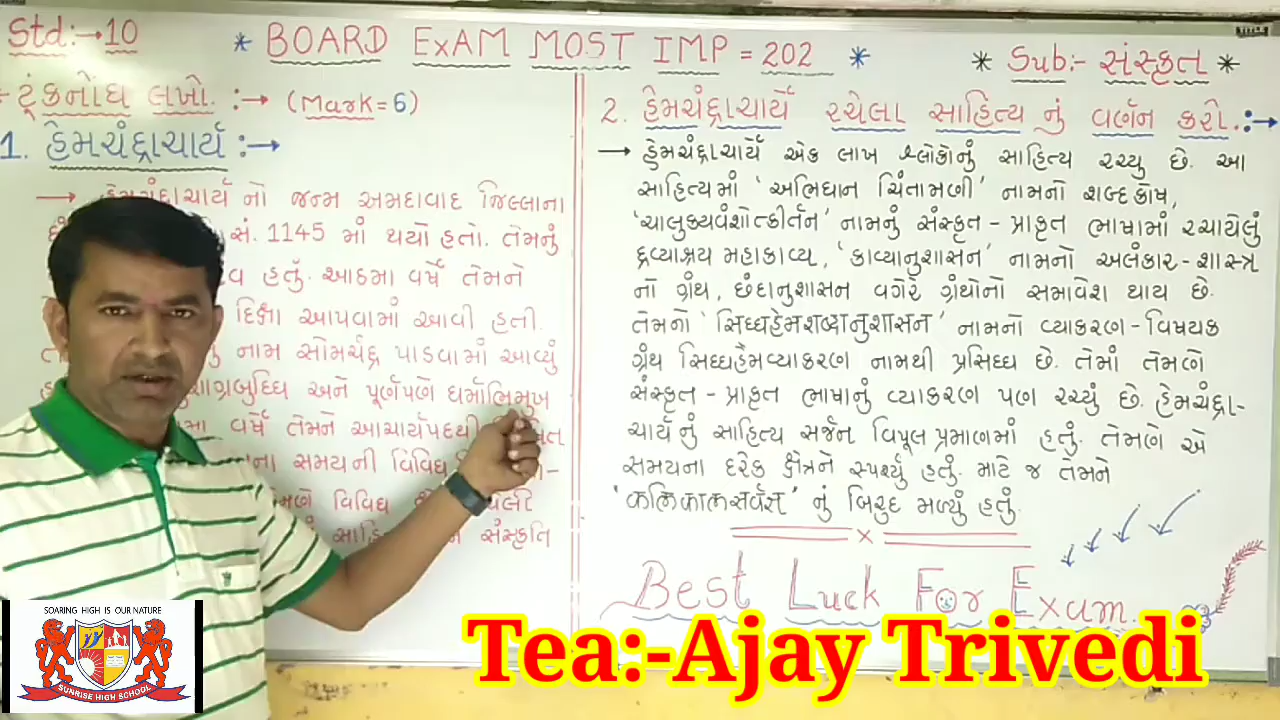 Std:→10
* BOARD ExAM MOST IMP = 202 *
* Sub:- સંસ્કૃત *
ટૂંકનોંધ લખો. :→ (Mark=6)
1. હેમચંદ્રાચાર્ય :→
→ હેમચંદ્રાચાર્ય નો જન્મ અમદાવાદ જિલ્લાના
સં. 1145 માં થયો હતો. તેમનું
હતું. આઠમા વર્ષે તેમને
દિક્ષા આપવામાં આવી હતી.
નામ સોમચંદ્ર પાડવામાં આવ્યું
અને પૂર્ણપણે ધર્માભિમુખ
વર્ષે તેમને આચાર્યપદથી
સમયની વિવિધ
વિવિધ
સંસ્કૃતિ
2. હેમચંદ્રાચાર્યે રચેલા સાહિત્ય નું વર્ણન કરો. :→
→ હેમચંદ્રાચાર્યે એક લાખ શ્લોકોનું સાહિત્ય રચ્યુ છે. આ
સાહિત્યમાં 'અભિધાન ચિંતામણી' નામનો શબ્દકોષ,
'ચાલુક્યવંશોત્કીર્તન' નામનું સંસ્કૃત - પ્રાકૃત ભાષામાં રચાયેલું
દ્રવ્યાશ્રય મહાકાવ્ય, 'કાવ્યાનુશાસન' નામનો અલંકાર - શાસ્ત્ર
નો ગ્રંથ, છંદાનુશાસન વગેરે ગ્રંથોનો સમાવેશ થાય છે.
તેમનો 'સિધ્ધહેમશબ્દાનુશાસન' નામનો વ્યાકરણ - વિષયક
ગ્રંથ સિધ્ધહેમવ્યાકરણ નામથી પ્રસિધ્ધ છે. તેમાં તેમણે
સંસ્કૃત - પ્રાકૃત ભાષાનું વ્યાકરણ પણ રચ્યું છે. હેમચંદ્રા-
ચાર્ય નું સાહિત્ય સર્જન વિપૂલ પ્રમાણમાં હતું. તેમણે એ
સમયના દરેક ક્ષેત્રને સ્પર્શ્યુ હતું. માટે જ તેમને
'કલિકાલસર્વજ્ઞ' નું બિરુદ મળ્યું હતું.
Best Luck For Exam.
SOARING HIGH IS OUR NATURE
SUNRISE HIGH SCHOOL
Tea:-Ajay Trivedi